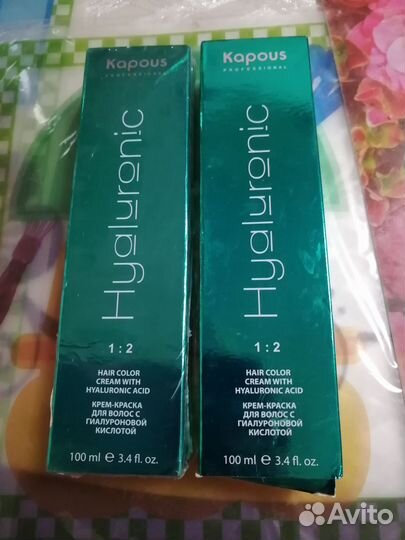 Kapous
PROFESSIONAL
Hyaluronic
1 : 2
HAIR COLOR
CREAM WITH
HYALURONIC ACID
КРЕМ-КРАСКА
ДЛЯ ВОЛОС С
ГИАЛУРОНОВОЙ
КИСЛОТОЙ
100 ml e 3.4 fl. oz.
Kapous
PROFESSIONAL
Hyaluronic
1 : 2
HAIR COLOR
CREAM WITH
HYALURONIC ACID
КРЕМ-КРАСКА
ДЛЯ ВОЛОС С
ГИАЛУРОНОВОЙ
КИСЛОТОЙ
100 ml e 3.4 fl. oz.
Avito